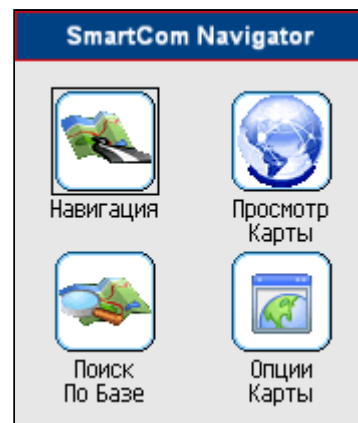 SmartCom Navigator
Навигация
Просмотр
Карты
Поиск
По Базе
Опции
Карты